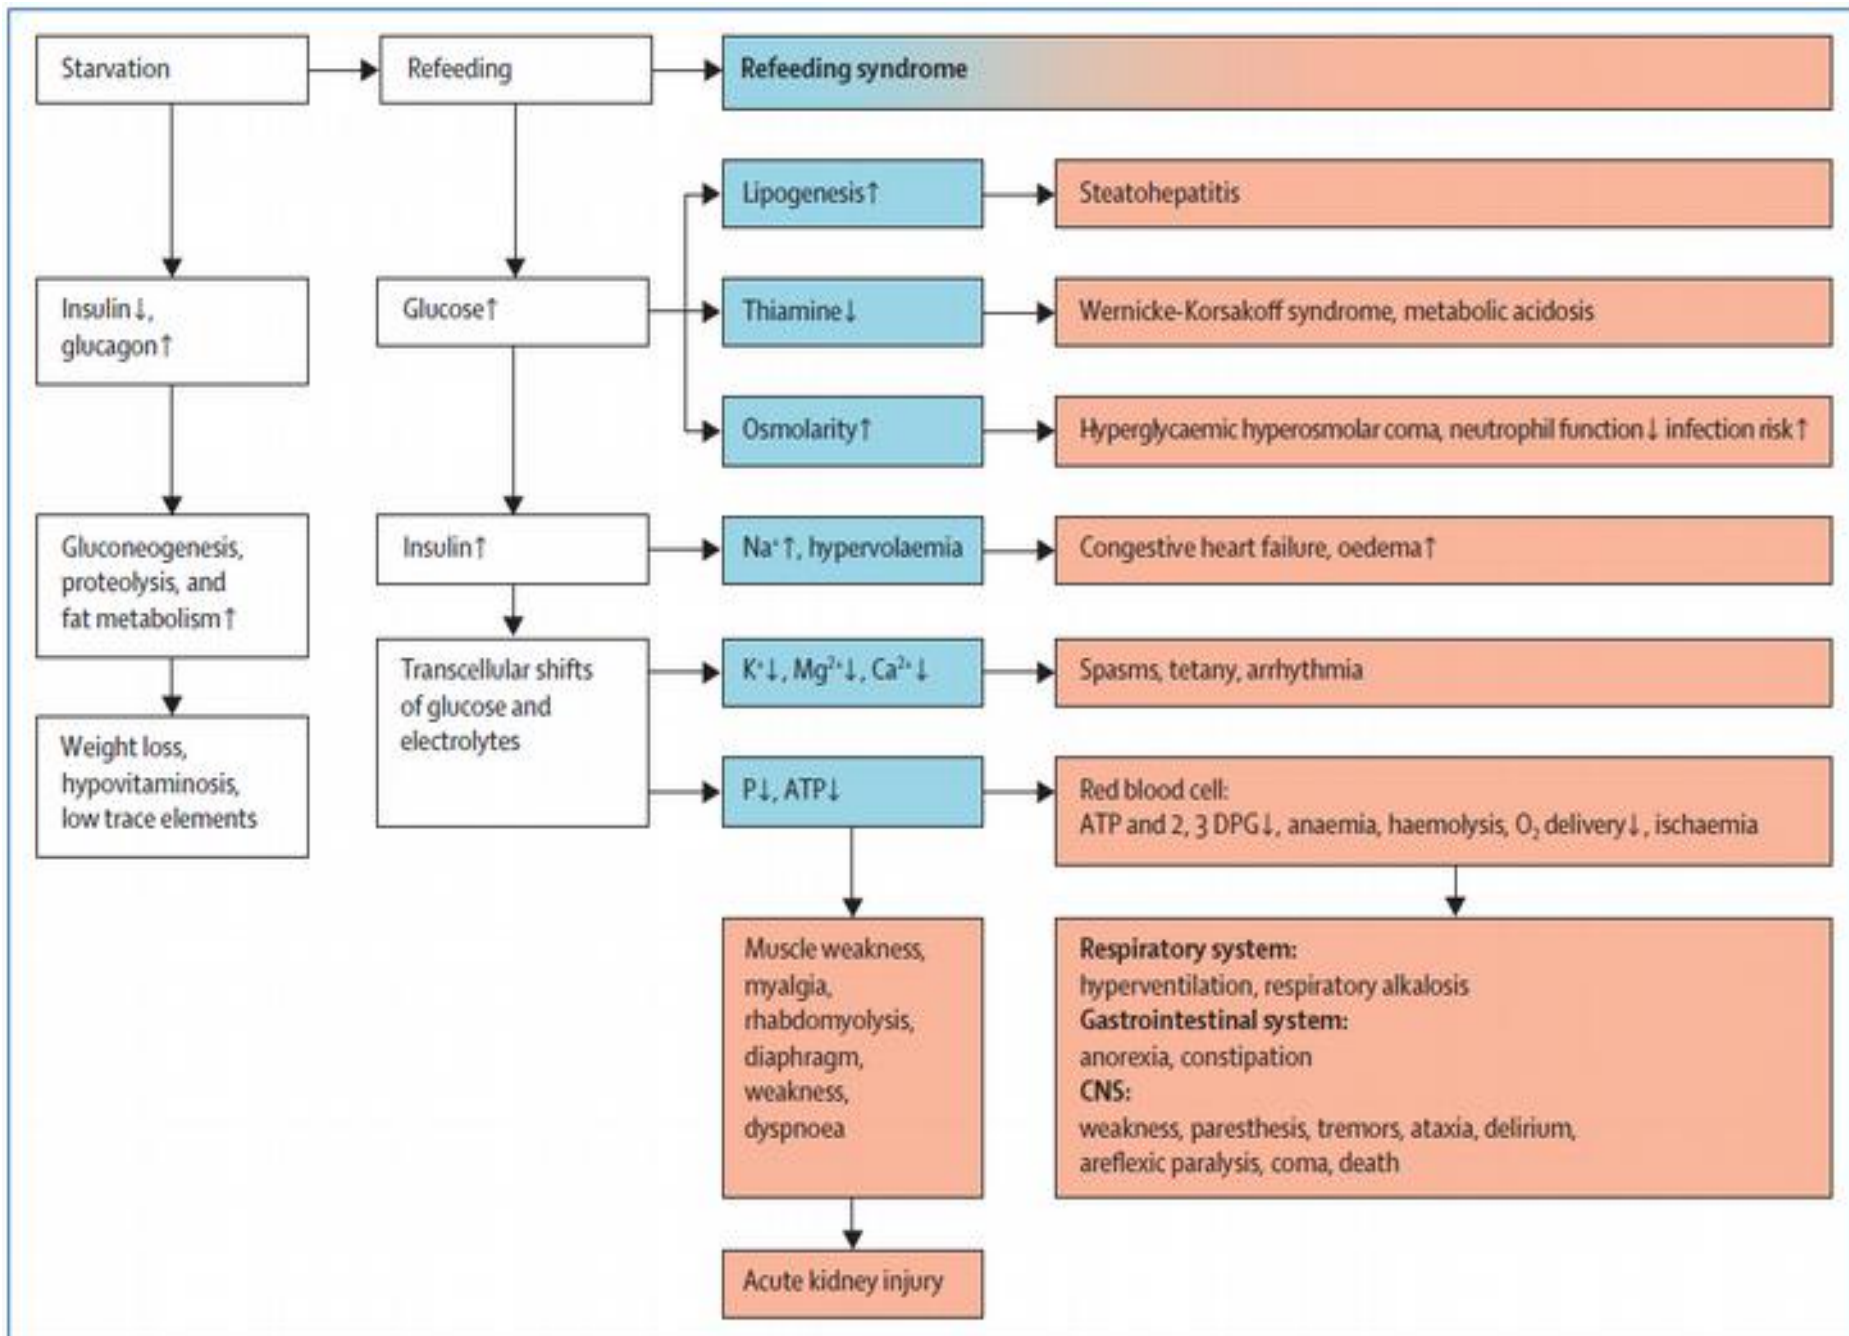 Starvation
Refeeding
Refeeding syndrome
Lipogenesis↑
Steatohepatitis
Insulin↓,
glucagon↑
Glucose↑
Thiamine↓
Wernicke-Korsakoff syndrome, metabolic acidosis
Osmolarity↑
Hyperglycaemic hyperosmolar coma, neutrophil function↓ infection risk↑
Gluconeogenesis,
proteolysis, and
fat metabolism↑
Insulin↑
Na⁺↑, hypervolaemia
Congestive heart failure, oedema↑
Transcellular shifts
of glucose and
electrolytes
K⁺↓, Mg²⁺↓, Ca²⁺↓
Spasms, tetany, arrhythmia
Weight loss,
hypovitaminosis,
low trace elements
P↓, ATP↓
Red blood cell:
ATP and 2, 3 DPG↓, anaemia, haemolysis, O₂ delivery↓, ischaemia
Muscle weakness,
myalgia,
rhabdomyolysis,
diaphragm,
weakness,
dyspnoea
Respiratory system:
hyperventilation, respiratory alkalosis
Gastrointestinal system:
anorexia, constipation
CNS:
weakness, paresthesis, tremors, ataxia, delirium,
areflexic paralysis, coma, death
Acute kidney injury